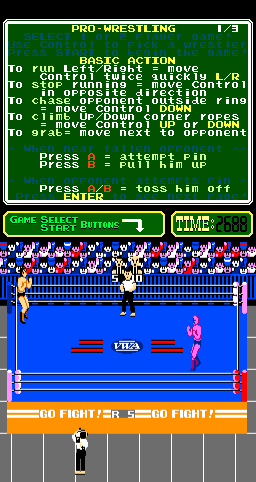 PRO-WRESTLING 1/3
BASIC ACTION
To run Left/Right = move
Control twice quickly L/R
To stop running = move Control
in opposite direction
To chase opponent outside ring
= move Control DOWN
To climb Up/Down corner ropes
= move Control UP or DOWN
To grab= move next to opponent
Press A = attempt pin
Press B = pull him up
Press A/B = toss him off
ENTER
GAME SELECT
START BUTTONS
TIME: 2688
VWA
GO FIGHT! R S GO FIGHT!